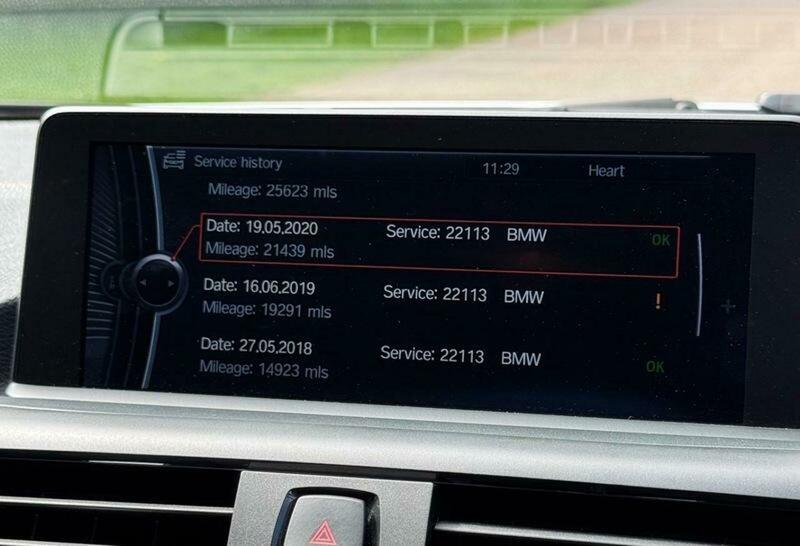 Service history 11:29 Heart
Mileage: 25623 mls
Date: 19.05.2020 Service: 22113 BMW OK
Mileage: 21439 mls
Date: 16.06.2019 Service: 22113 BMW !
Mileage: 19291 mls
Date: 27.05.2018 Service: 22113 BMW OK
Mileage: 14923 mls